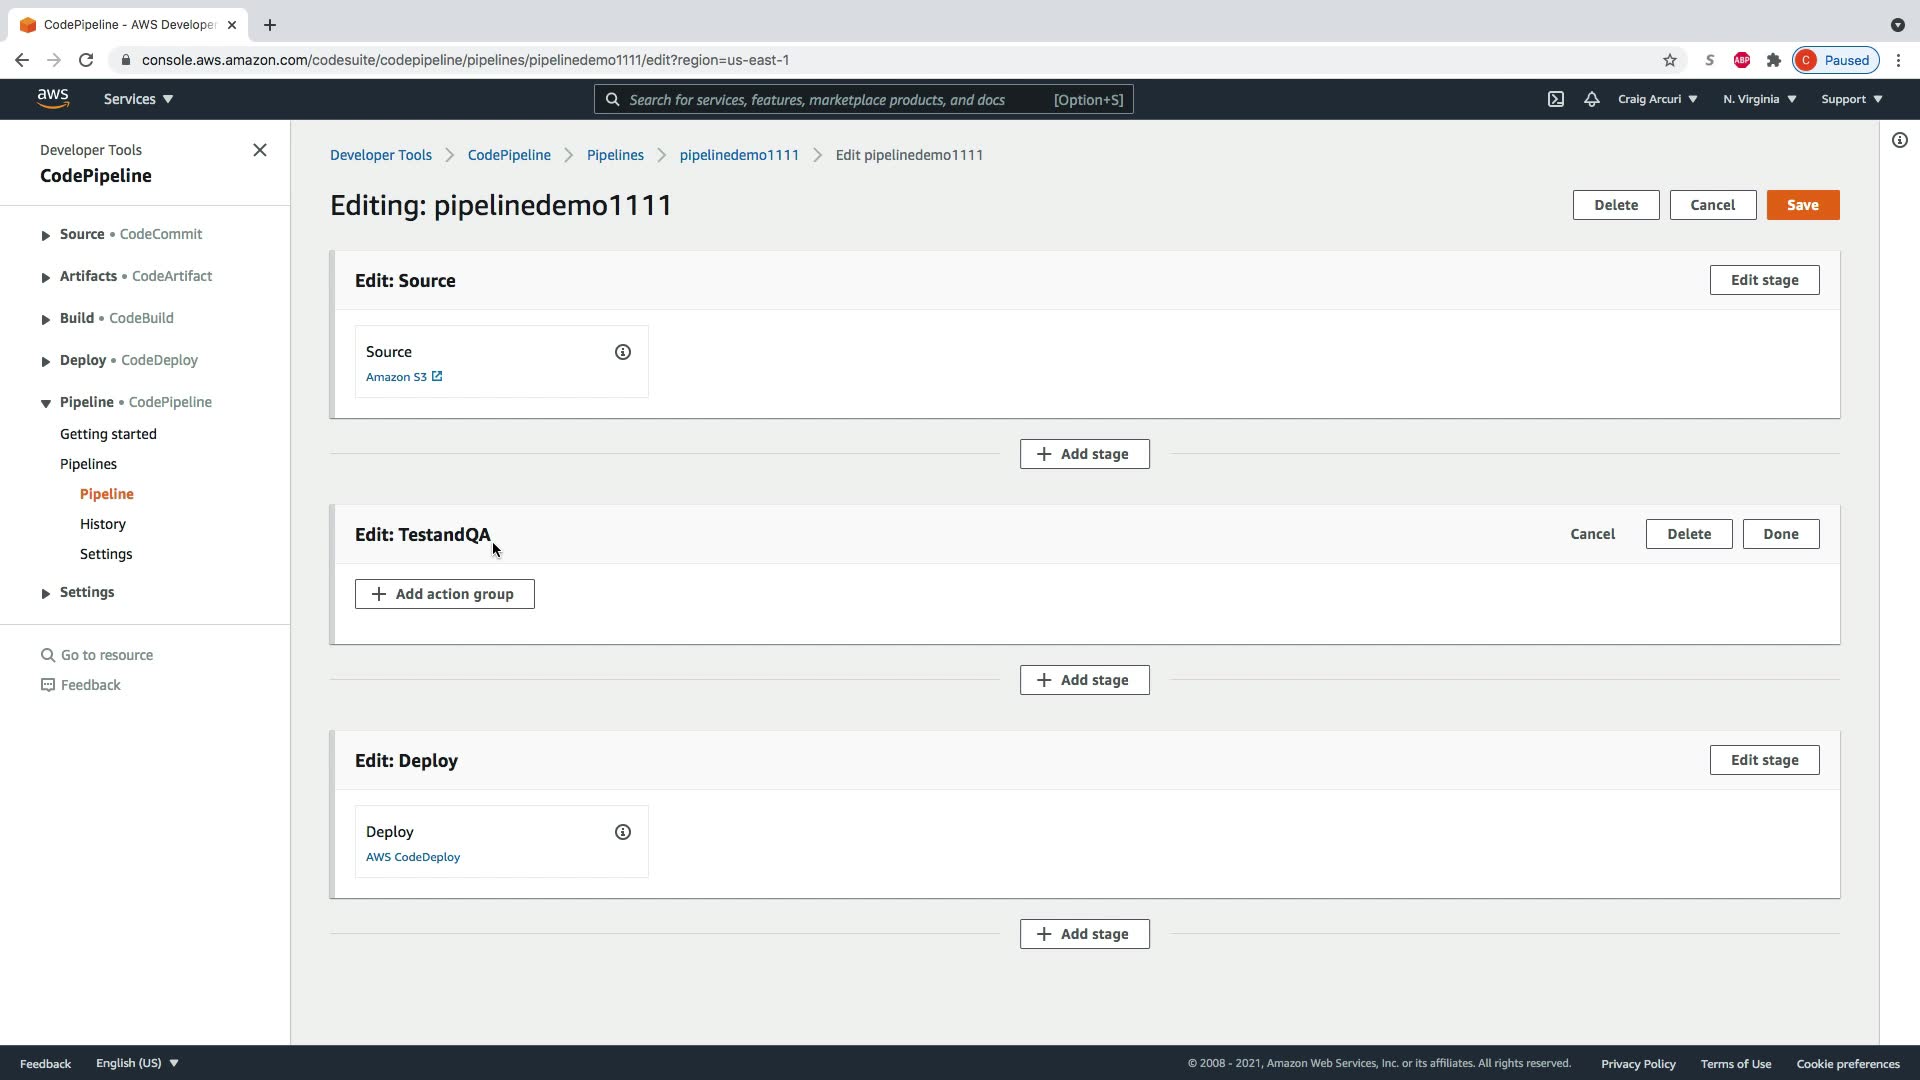 CodePipeline - AWS Developer
console.aws.amazon.com/codesuite/codepipeline/pipelines/pipelinedemo1111/edit?region=us-east-1
S
ABP
C Paused
aws Services Search for services, features, marketplace products, and docs [Option+S] Craig Arcuri N. Virginia Support
Developer Tools
CodePipeline
Source • CodeCommit
Artifacts • CodeArtifact
Build • CodeBuild
Deploy • CodeDeploy
Pipeline • CodePipeline
Getting started
Pipelines
Pipeline
History
Settings
Settings
Go to resource
Feedback
Developer Tools CodePipeline Pipelines pipelinedemo1111 Edit pipelinedemo1111
Editing: pipelinedemo1111
Delete Cancel Save
Edit: Source Edit stage
Source
Amazon S3
Add stage
Edit: TestandQA Cancel Delete Done
Add action group
Add stage
Edit: Deploy Edit stage
Deploy
AWS CodeDeploy
Add stage
Feedback English (US) © 2008 - 2021, Amazon Web Services, Inc. or its affiliates. All rights reserved. Privacy Policy Terms of Use Cookie preferences